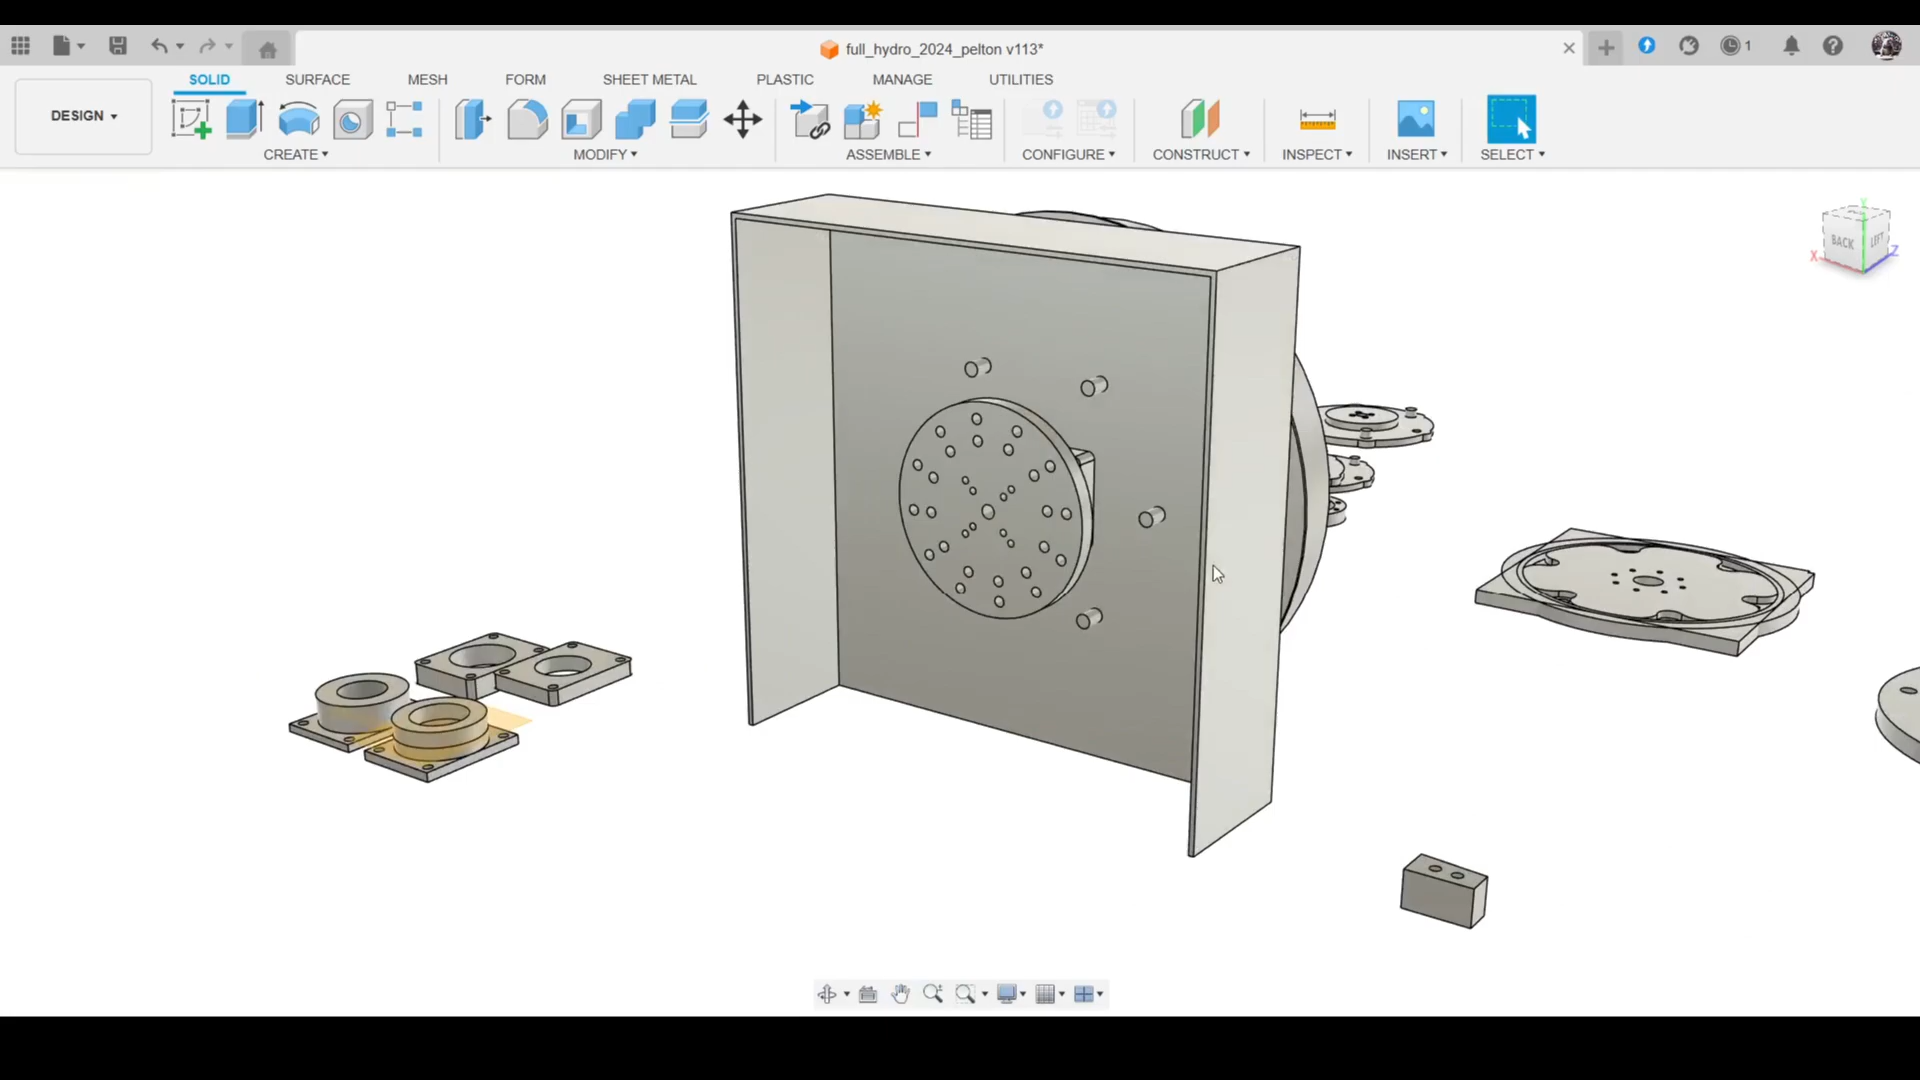 full_hydro_2024_pelton v113*
1
SOLID SURFACE MESH FORM SHEET METAL PLASTIC MANAGE UTILITIES
DESIGN
CREATE MODIFY ASSEMBLE CONFIGURE CONSTRUCT INSPECT INSERT SELECT
Y
BACK LEFT
X Z